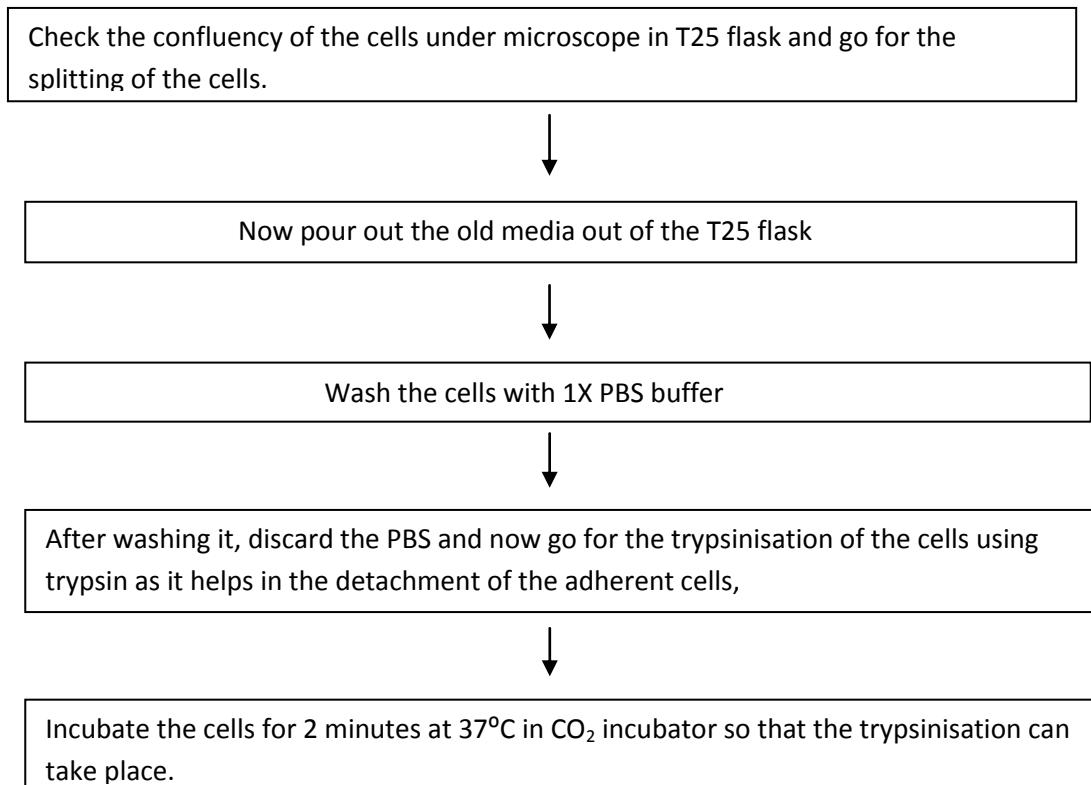 Check the confluency of the cells under microscope in T25 flask and go for the
splitting of the cells.
Now pour out the old media out of the T25 flask
Wash the cells with 1X PBS buffer
After washing it, discard the PBS and now go for the trypsinisation of the cells using
trypsin as it helps in the detachment of the adherent cells,
Incubate the cells for 2 minutes at 37⁰C in CO₂ incubator so that the trypsinisation can
take place.